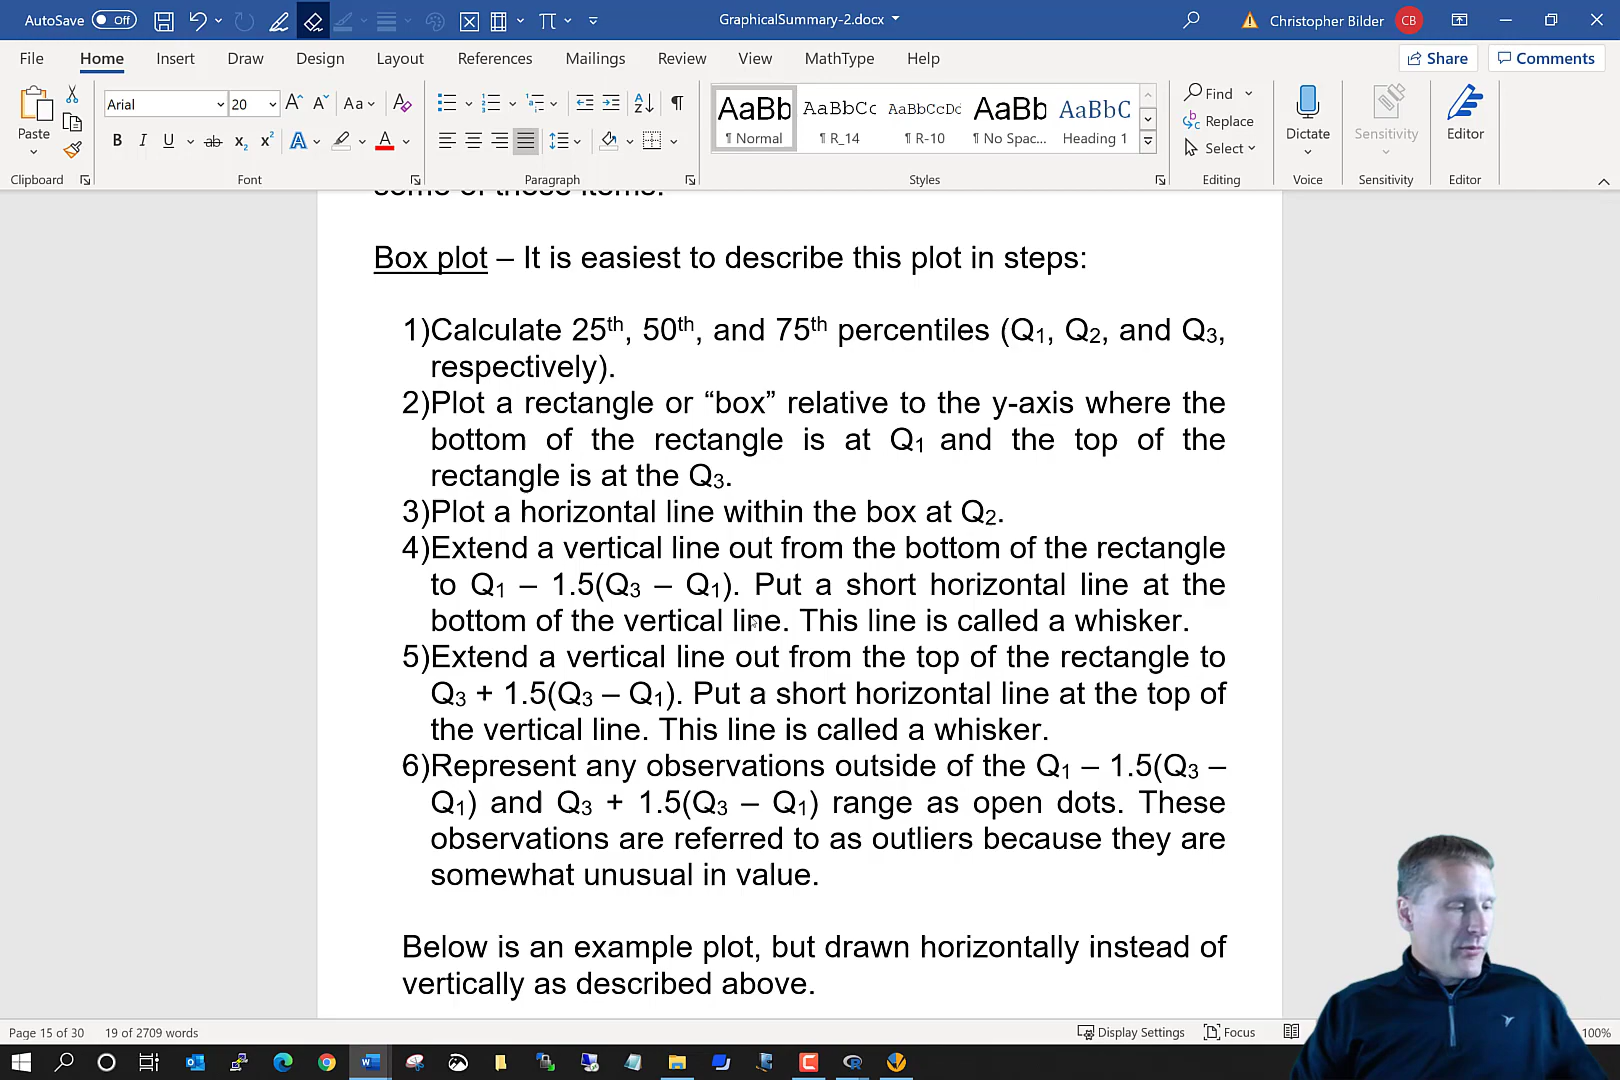 AutoSave Off GraphicalSummary-2.docx Christopher Bilder CB
File Home Insert Draw Design Layout References Mailings Review View MathType Help Share Comments
Arial 20 Aa Find
Paste B I U ab x₂ x² A A AaBb AaBbCc AaBbCcDd AaBb AaBbC Replace Dictate Sensitivity Editor
¶ Normal ¶ R_14 ¶ R-10 ¶ No Spac... Heading 1 Select
Clipboard Font Paragraph Styles Editing Voice Sensitivity Editor
some of these items.
Box plot – It is easiest to describe this plot in steps:
1)Calculate 25th, 50th, and 75th percentiles (Q1, Q2, and Q3,
respectively).
2)Plot a rectangle or “box” relative to the y-axis where the
bottom of the rectangle is at Q1 and the top of the
rectangle is at the Q3.
3)Plot a horizontal line within the box at Q2.
4)Extend a vertical line out from the bottom of the rectangle
to Q1 – 1.5(Q3 – Q1). Put a short horizontal line at the
bottom of the vertical line. This line is called a whisker.
5)Extend a vertical line out from the top of the rectangle to
Q3 + 1.5(Q3 – Q1). Put a short horizontal line at the top of
the vertical line. This line is called a whisker.
6)Represent any observations outside of the Q1 – 1.5(Q3 –
Q1) and Q3 + 1.5(Q3 – Q1) range as open dots. These
observations are referred to as outliers because they are
somewhat unusual in value.
Below is an example plot, but drawn horizontally instead of
vertically as described above.
Page 15 of 30 19 of 2709 words Display Settings Focus 100%